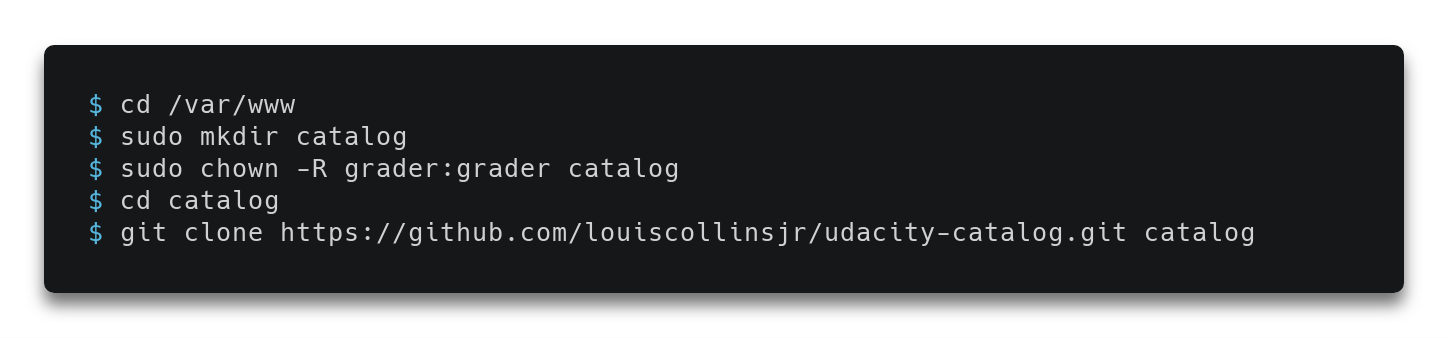 $ cd /var/www
$ sudo mkdir catalog
$ sudo chown -R grader:grader catalog
$ cd catalog
$ git clone https://github.com/louiscollinsjr/udacity-catalog.git catalog